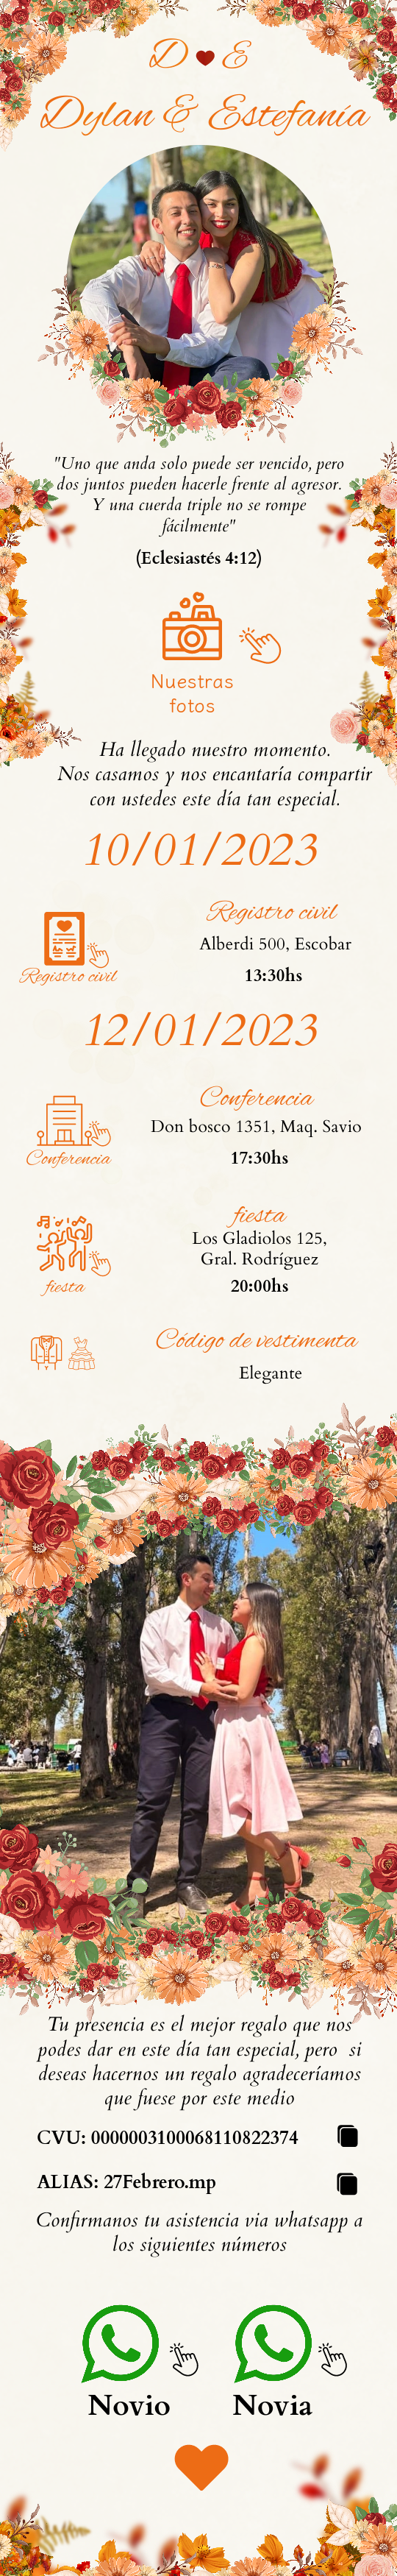 D E
Dylan & Estefanía
"Uno que anda solo puede ser vencido, pero
dos juntos pueden hacerle frente al agresor.
Y una cuerda triple no se rompe
fácilmente"
(Eclesiastés 4:12)
Nuestras
fotos
Ha llegado nuestro momento.
Nos casamos y nos encantaría compartir
con ustedes este día tan especial.
10/01/2023
Registro civil
Registro civil
Alberdi 500, Escobar
13:30hs
12/01/2023
Conferencia
Conferencia
Don bosco 1351, Maq. Savio
17:30hs
fiesta
fiesta
Los Gladiolos 125,
Gral. Rodríguez
20:00hs
Código de vestimenta
Elegante
Tu presencia es el mejor regalo que nos
podes dar en este día tan especial, pero si
deseas hacernos un regalo agradeceríamos
que fuese por este medio
CVU: 0000003100068110822374
ALIAS: 27Febrero.mp
Confirmanos tu asistencia via whatsapp a
los siguientes números
Novio Novia